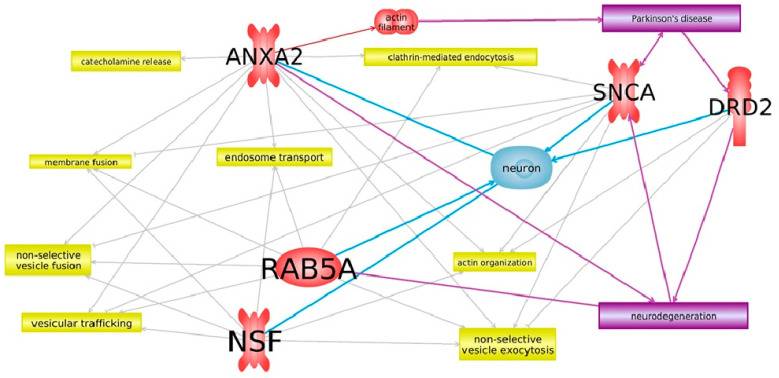 actin
filament
Parkinson's disease
ANXA2
catecholamine release
clathrin-mediated endocytosis
SNCA
DRD2
membrane fusion
endosome transport
neuron
non-selective
vesicle fusion
RAB5A
actin organization
vesicular trafficking
neurodegeneration
NSF
non-selective
vesicle exocytosis